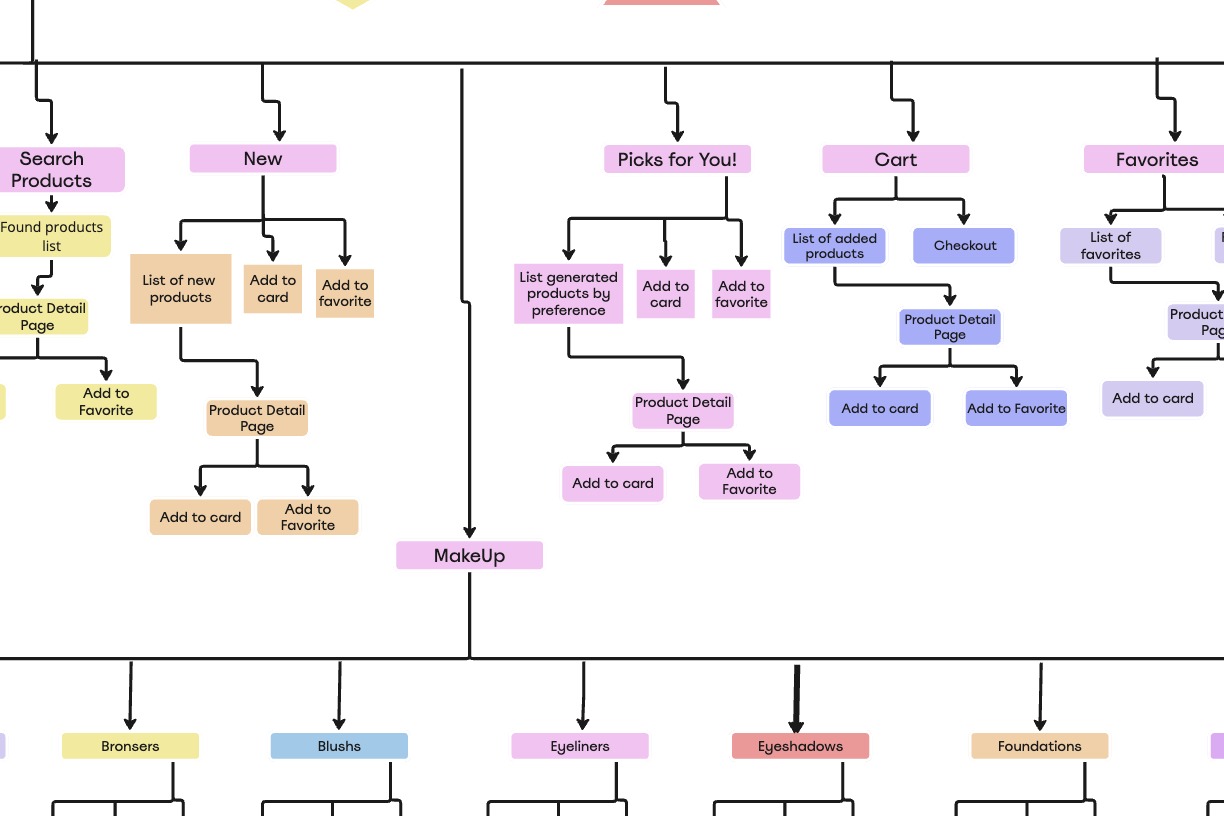 Search
Products
Found products
list
Product Detail
Page
Add to
Favorite
New
List of new
products
Add to
card
Add to
favorite
Product Detail
Page
Add to card
Add to
Favorite
MakeUp
Picks for You!
List generated
products by
preference
Add to
card
Add to
favorite
Product Detail
Page
Add to card
Add to
Favorite
Cart
List of added
products
Checkout
Product Detail
Page
Add to card
Add to Favorite
Favorites
List of
favorites
Product
Pag
Add to card
Bronsers
Blushs
Eyeliners
Eyeshadows
Foundations